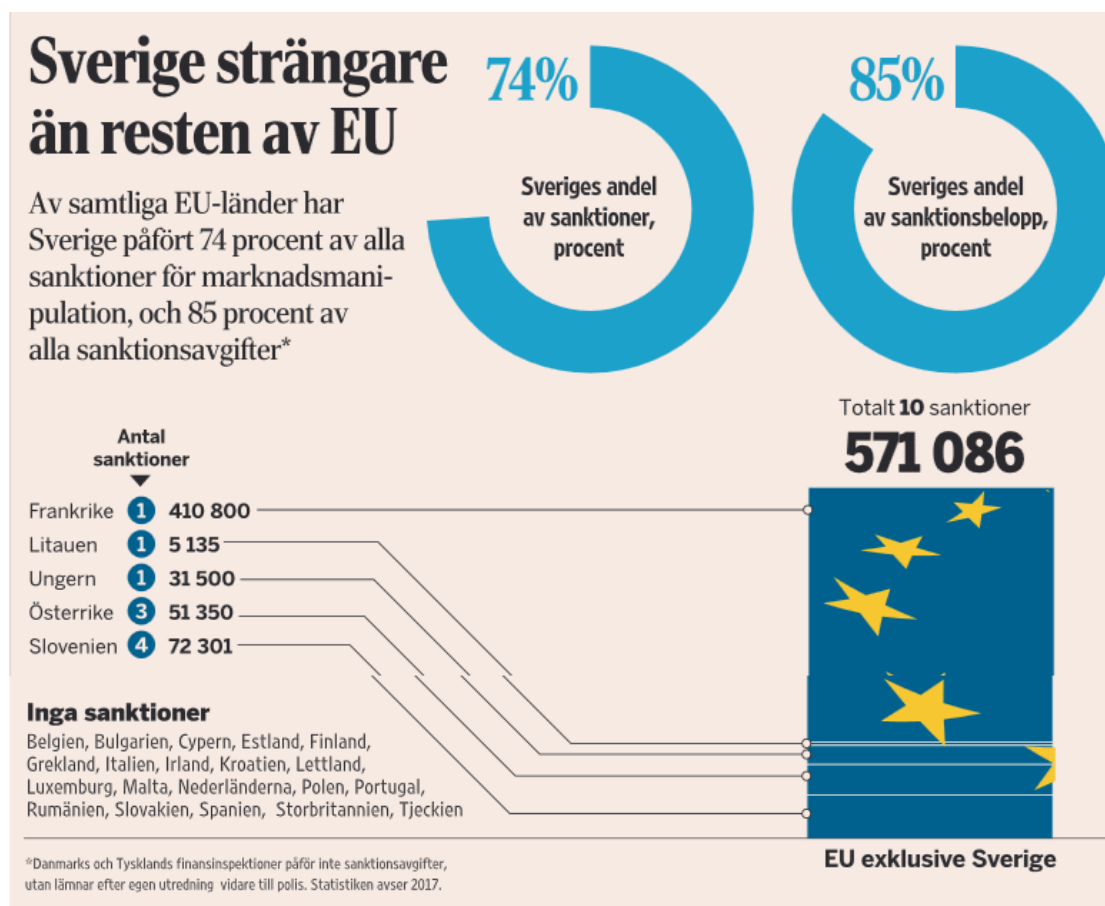 Sverige strängare
än resten av EU
Av samtliga EU-länder har
Sverige påfört 74 procent av alla
sanktioner för marknadsmani-
pulation, och 85 procent av
alla sanktionsavgifter*
74%
Sveriges andel
av sanktioner,
procent
85%
Sveriges andel
av sanktionsbelopp,
procent
Totalt 10 sanktioner
571 086
Antal
sanktioner
Frankrike 1 410 800
Litauen 1 5 135
Ungern 1 31 500
Österrike 3 51 350
Slovenien 4 72 301
Inga sanktioner
Belgien, Bulgarien, Cypern, Estland, Finland,
Grekland, Italien, Irland, Kroatien, Lettland,
Luxemburg, Malta, Nederländerna, Polen, Portugal,
Rumänien, Slovakien, Spanien, Storbritannien, Tjeckien
EU exklusive Sverige
*Danmarks och Tysklands finansinspektioner påför inte sanktionsavgifter,
utan lämnar efter egen utredning vidare till polis. Statistiken avser 2017.